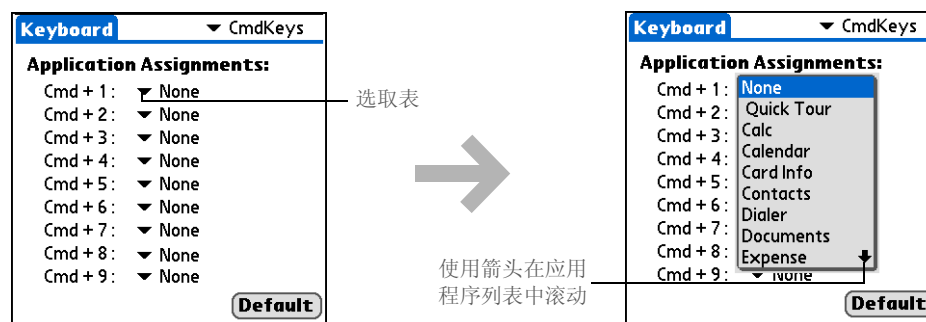 Keyboard CmdKeys
Application Assignments:
Cmd + 1: None
Cmd + 2: None
Cmd + 3: None
Cmd + 4: None
Cmd + 5: None
Cmd + 6: None
Cmd + 7: None
Cmd + 8: None
Cmd + 9: None
Default
选取表
使用箭头在应用
程序列表中滚动
Keyboard CmdKeys
Application Assignments:
Cmd + 1: None
Cmd + 2: Quick Tour
Cmd + 3: Calc
Cmd + 4: Calendar
Card Info
Cmd + 5: Contacts
Cmd + 6: Dialer
Cmd + 7: Documents
Cmd + 8: Expense
Cmd + 9: None
Default